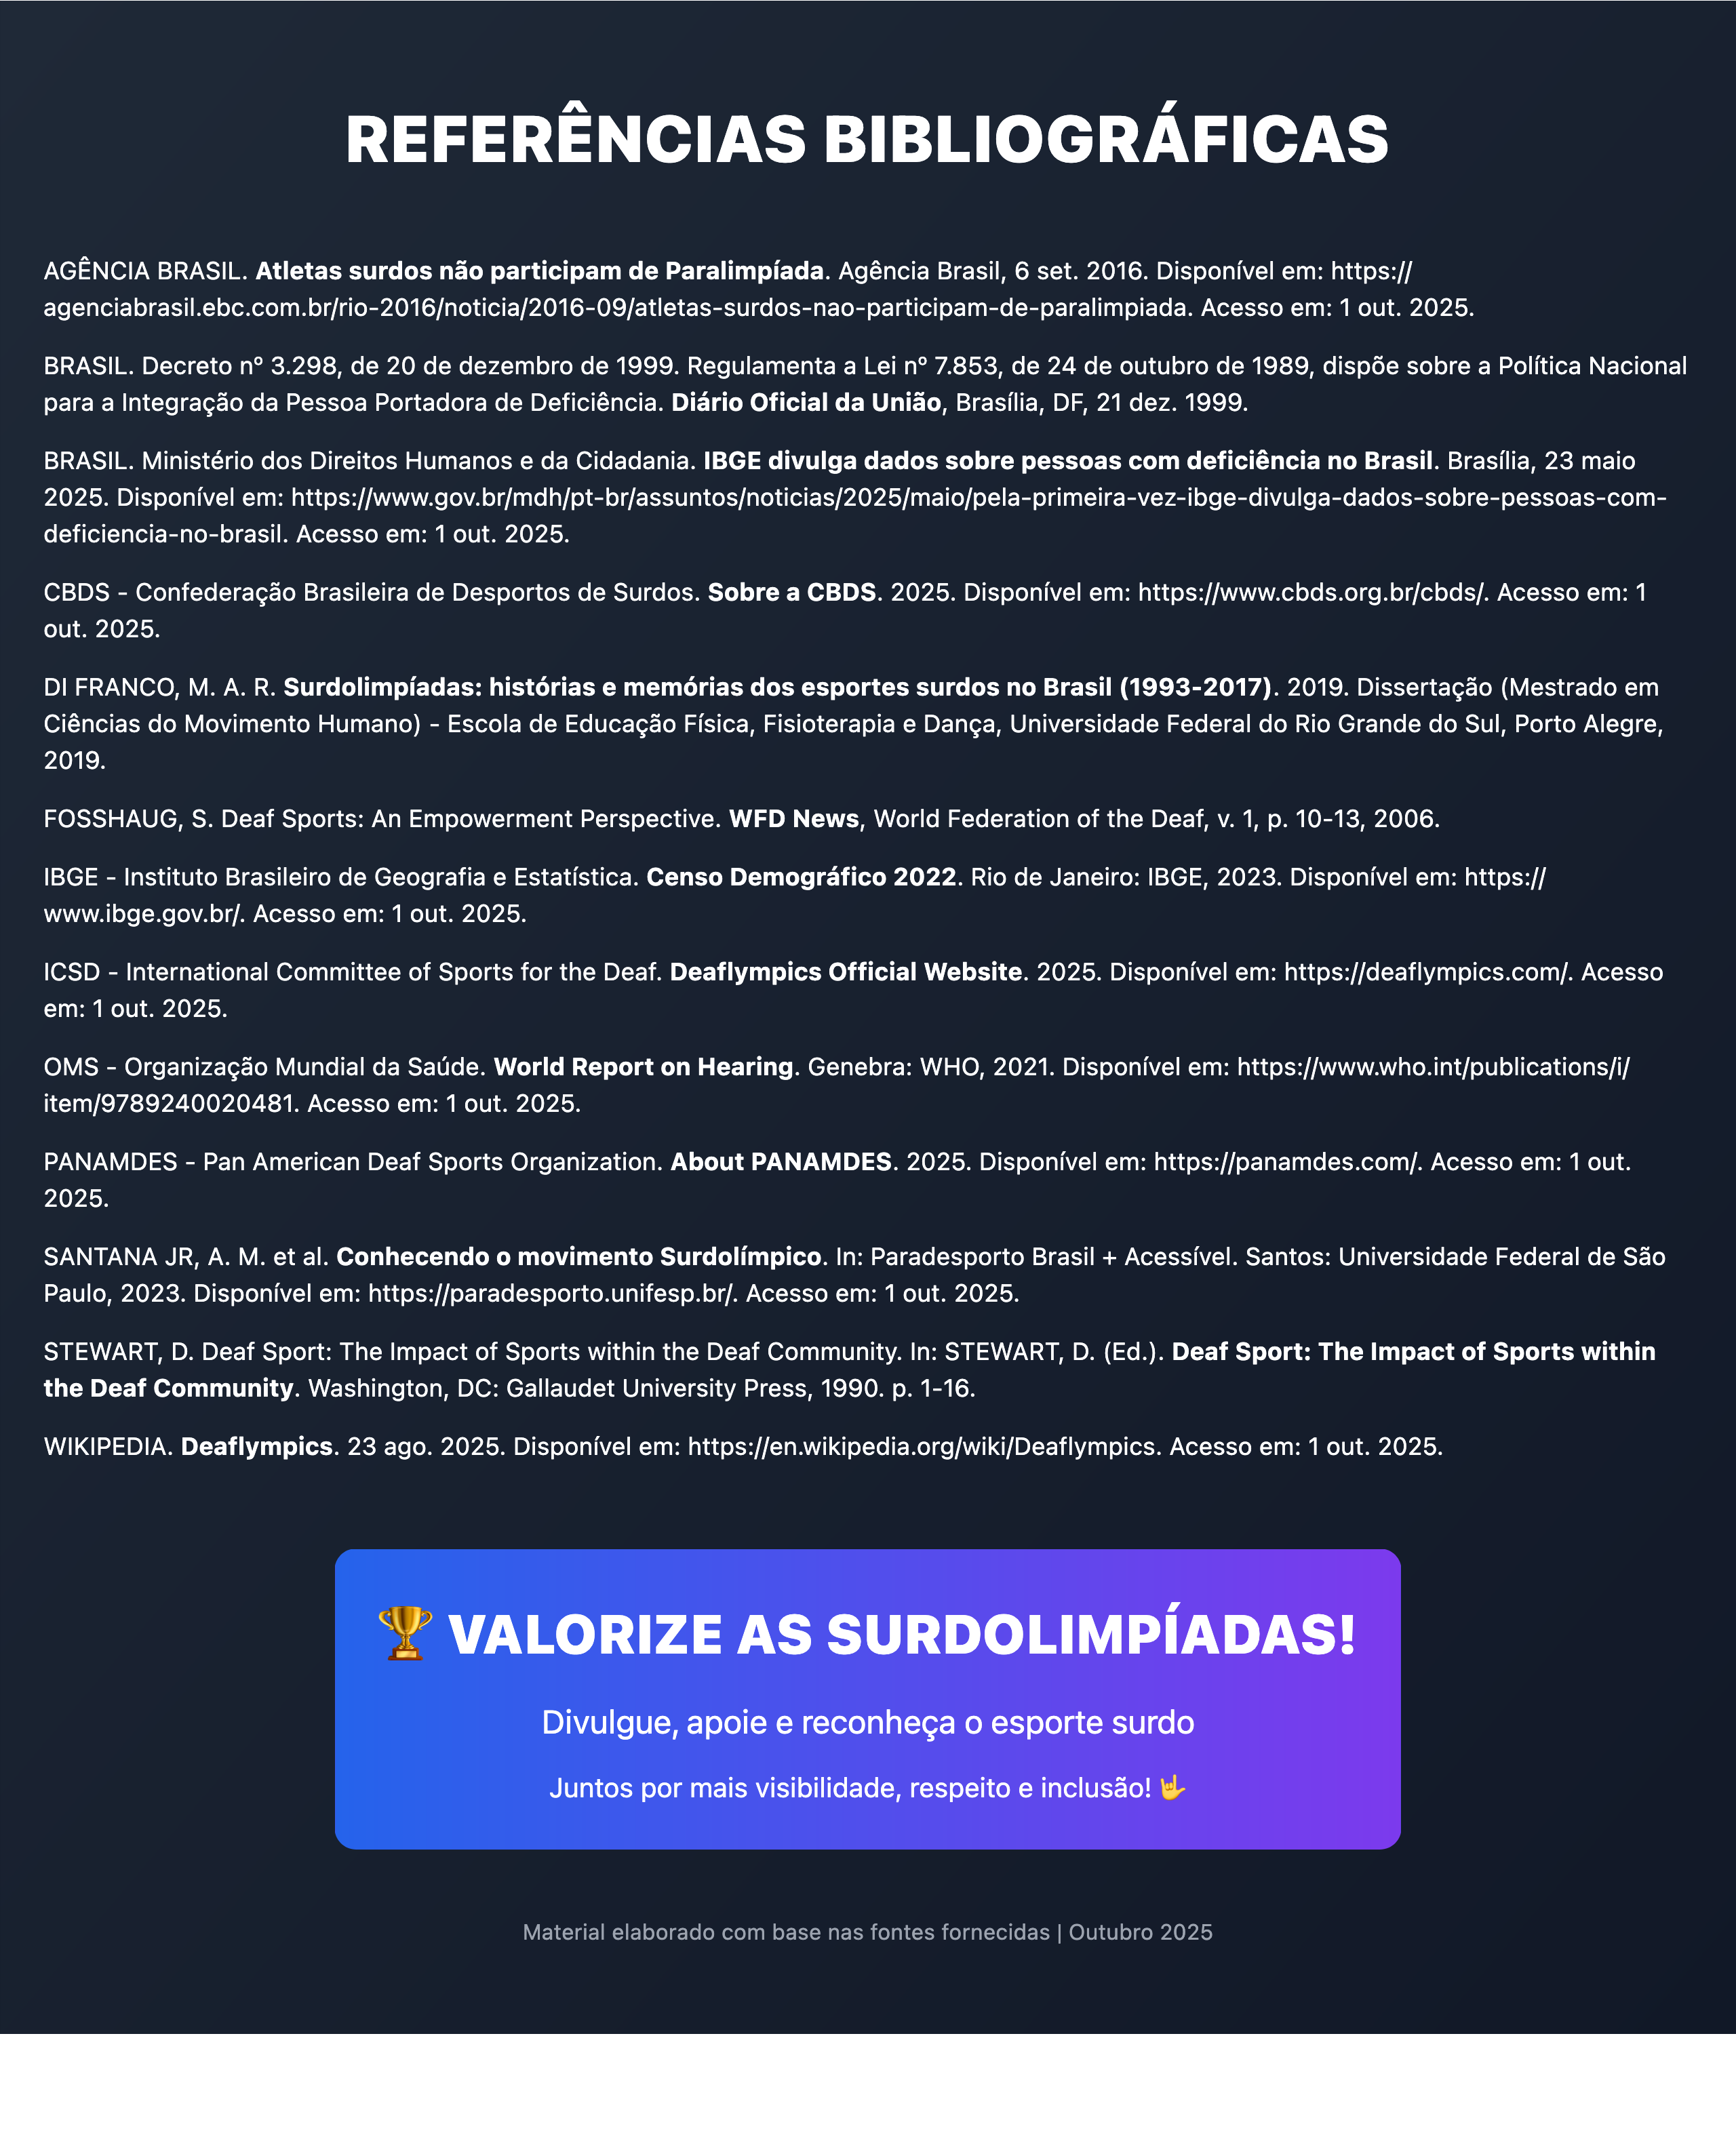 REFERÊNCIAS BIBLIOGRÁFICAS
AGÊNCIA BRASIL. Atletas surdos não participam de Paralimpíada. Agência Brasil, 6 set. 2016. Disponível em: https://
agenciabrasil.ebc.com.br/rio-2016/noticia/2016-09/atletas-surdos-nao-participam-de-paralimpiada. Acesso em: 1 out. 2025.
BRASIL. Decreto nº 3.298, de 20 de dezembro de 1999. Regulamenta a Lei nº 7.853, de 24 de outubro de 1989, dispõe sobre a Política Nacional
para a Integração da Pessoa Portadora de Deficiência. Diário Oficial da União, Brasília, DF, 21 dez. 1999.
BRASIL. Ministério dos Direitos Humanos e da Cidadania. IBGE divulga dados sobre pessoas com deficiência no Brasil. Brasília, 23 maio
2025. Disponível em: https://www.gov.br/mdh/pt-br/assuntos/noticias/2025/maio/pela-primeira-vez-ibge-divulga-dados-sobre-pessoas-com-
deficiencia-no-brasil. Acesso em: 1 out. 2025.
CBDS - Confederação Brasileira de Desportos de Surdos. Sobre a CBDS. 2025. Disponível em: https://www.cbds.org.br/cbds/. Acesso em: 1
out. 2025.
DI FRANCO, M. A. R. Surdolimpíadas: histórias e memórias dos esportes surdos no Brasil (1993-2017). 2019. Dissertação (Mestrado em
Ciências do Movimento Humano) - Escola de Educação Física, Fisioterapia e Dança, Universidade Federal do Rio Grande do Sul, Porto Alegre,
2019.
FOSSHAUG, S. Deaf Sports: An Empowerment Perspective. WFD News, World Federation of the Deaf, v. 1, p. 10-13, 2006.
IBGE - Instituto Brasileiro de Geografia e Estatística. Censo Demográfico 2022. Rio de Janeiro: IBGE, 2023. Disponível em: https://
www.ibge.gov.br/. Acesso em: 1 out. 2025.
ICSD - International Committee of Sports for the Deaf. Deaflympics Official Website. 2025. Disponível em: https://deaflympics.com/. Acesso
em: 1 out. 2025.
OMS - Organização Mundial da Saúde. World Report on Hearing. Genebra: WHO, 2021. Disponível em: https://www.who.int/publications/i/
item/9789240020481. Acesso em: 1 out. 2025.
PANAMDES - Pan American Deaf Sports Organization. About PANAMDES. 2025. Disponível em: https://panamdes.com/. Acesso em: 1 out.
2025.
SANTANA JR, A. M. et al. Conhecendo o movimento Surdolímpico. In: Paradesporto Brasil + Acessível. Santos: Universidade Federal de São
Paulo, 2023. Disponível em: https://paradesporto.unifesp.br/. Acesso em: 1 out. 2025.
STEWART, D. Deaf Sport: The Impact of Sports within the Deaf Community. In: STEWART, D. (Ed.). Deaf Sport: The Impact of Sports within
the Deaf Community. Washington, DC: Gallaudet University Press, 1990. p. 1-16.
WIKIPEDIA. Deaflympics. 23 ago. 2025. Disponível em: https://en.wikipedia.org/wiki/Deaflympics. Acesso em: 1 out. 2025.
🏆 VALORIZE AS SURDOLIMPÍADAS!
Divulgue, apoie e reconheça o esporte surdo
Juntos por mais visibilidade, respeito e inclusão! 🤟
Material elaborado com base nas fontes fornecidas | Outubro 2025